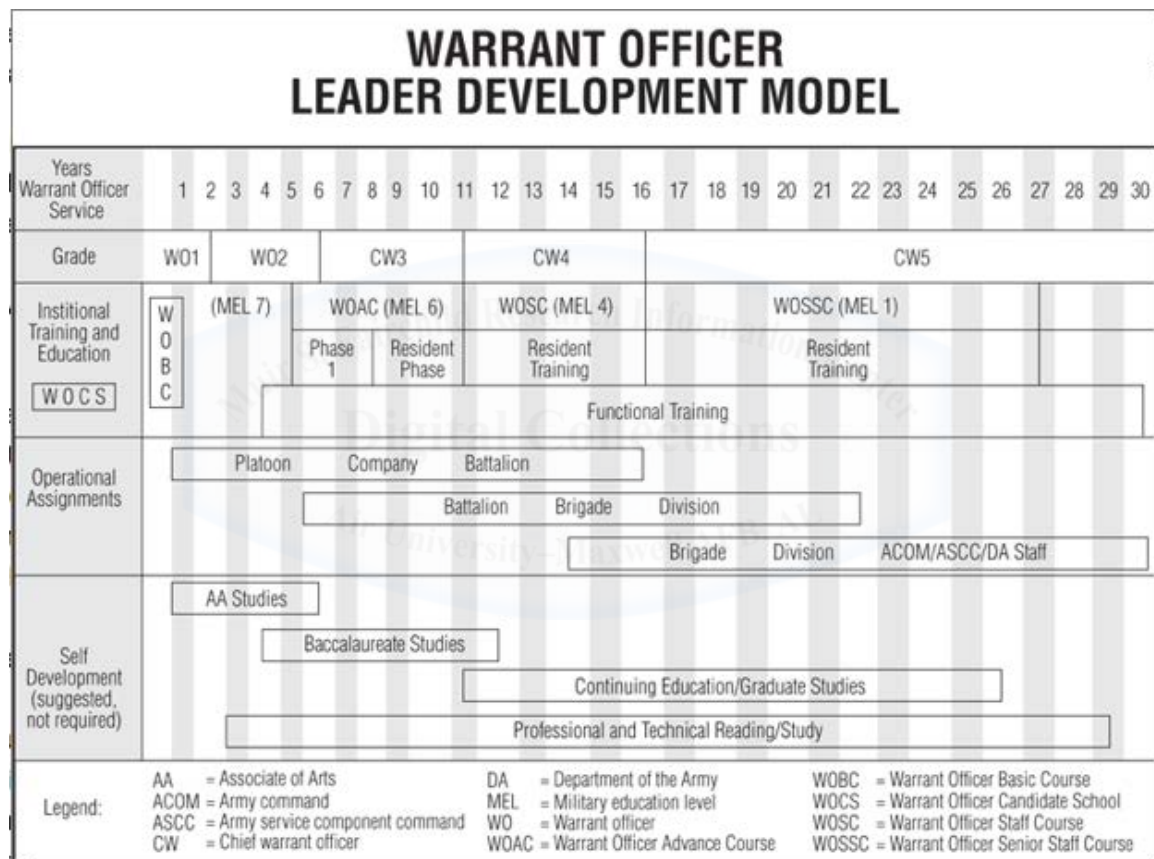 WARRANT OFFICER
LEADER DEVELOPMENT MODEL
Years
Warrant Officer
Service
1 2 3 4 5 6 7 8 9 10 11 12 13 14 15 16 17 18 19 20 21 22 23 24 25 26 27 28 29 30
Grade
WO1 WO2 CW3 CW4 CW5
Institional
Training and
Education
WOCS
W
O
B
C
(MEL 7) WOAC (MEL 6) WOSC (MEL 4) WOSSC (MEL 1)
Phase
1
Resident
Phase
Resident
Training
Resident
Training
Functional Training
Operational
Assignments
Platoon Company Battalion
Battalion Brigade Division
Brigade Division ACOM/ASCC/DA Staff
Self
Development
(suggested,
not required)
AA Studies
Baccalaureate Studies
Continuing Education/Graduate Studies
Professional and Technical Reading/Study
Legend:
AA = Associate of Arts
ACOM = Army command
ASCC = Army service component command
CW = Chief warrant officer
DA = Department of the Army
MEL = Military education level
WO = Warrant officer
WOAC = Warrant Officer Advance Course
WOBC = Warrant Officer Basic Course
WOCS = Warrant Officer Candidate School
WOSC = Warrant Officer Staff Course
WOSSC = Warrant Officer Senior Staff Course
Digital Collections